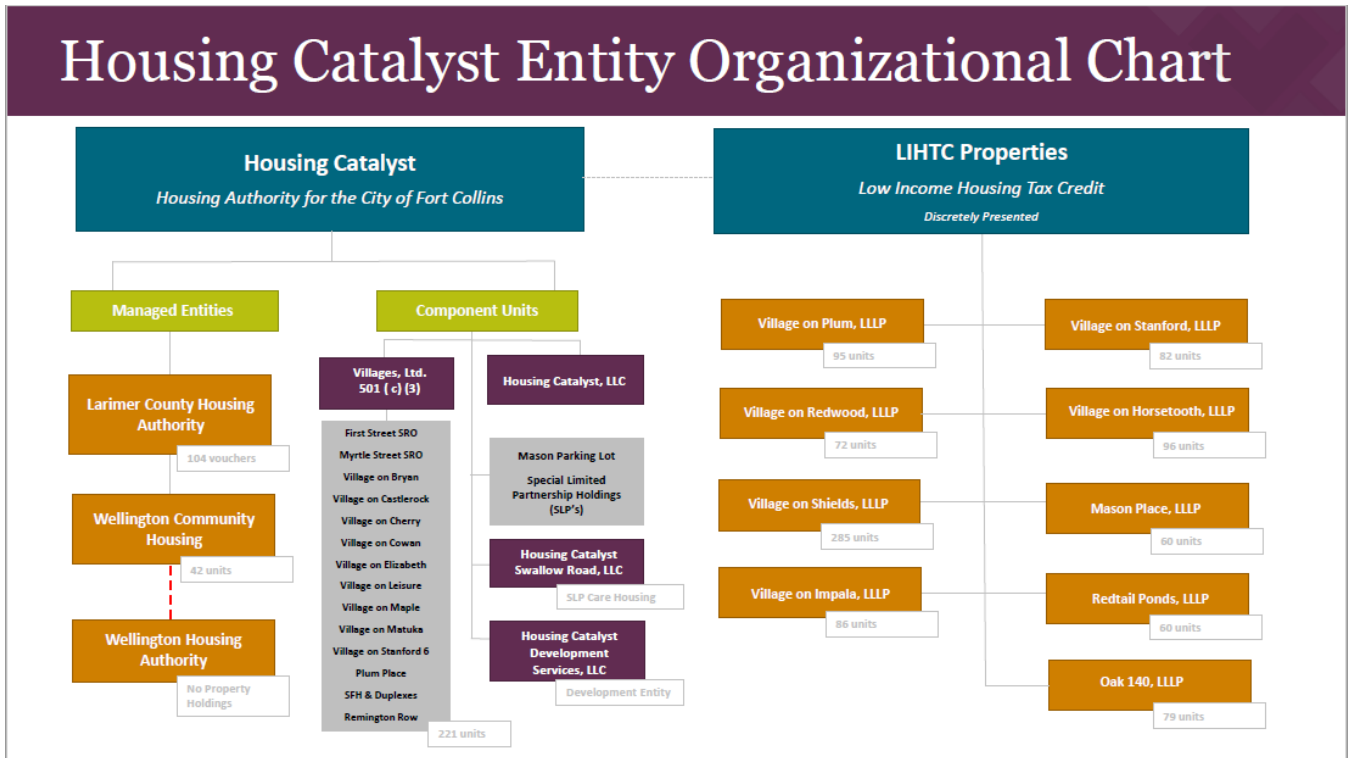 Housing Catalyst Entity Organizational Chart
Housing Catalyst
Housing Authority for the City of Fort Collins
LIHTC Properties
Low Income Housing Tax Credit
Discretely Presented
Managed Entities
Larimer County Housing
Authority
104 vouchers
Wellington Community
Housing
42 units
Wellington Housing
Authority
No Property
Holdings
Component Units
Villages, Ltd.
501 ( c) (3)
First Street SRO
Myrtle Street SRO
Village on Bryan
Village on Castlerock
Village on Cherry
Village on Cowan
Village on Elizabeth
Village on Leisure
Village on Maple
Village on Matuka
Village on Stanford 6
Plum Place
SFH & Duplexes
Remington Row
221 units
Housing Catalyst, LLC
Mason Parking Lot
Special Limited
Partnership Holdings
(SLP's)
Housing Catalyst
Swallow Road, LLC
SLP Care Housing
Housing Catalyst
Development
Services, LLC
Development Entity
Village on Plum, LLLP
95 units
Village on Stanford, LLLP
82 units
Village on Redwood, LLLP
72 units
Village on Horsetooth, LLLP
96 units
Village on Shields, LLLP
285 units
Mason Place, LLLP
60 units
Village on Impala, LLLP
86 units
Redtail Ponds, LLLP
60 units
Oak 140, LLLP
79 units